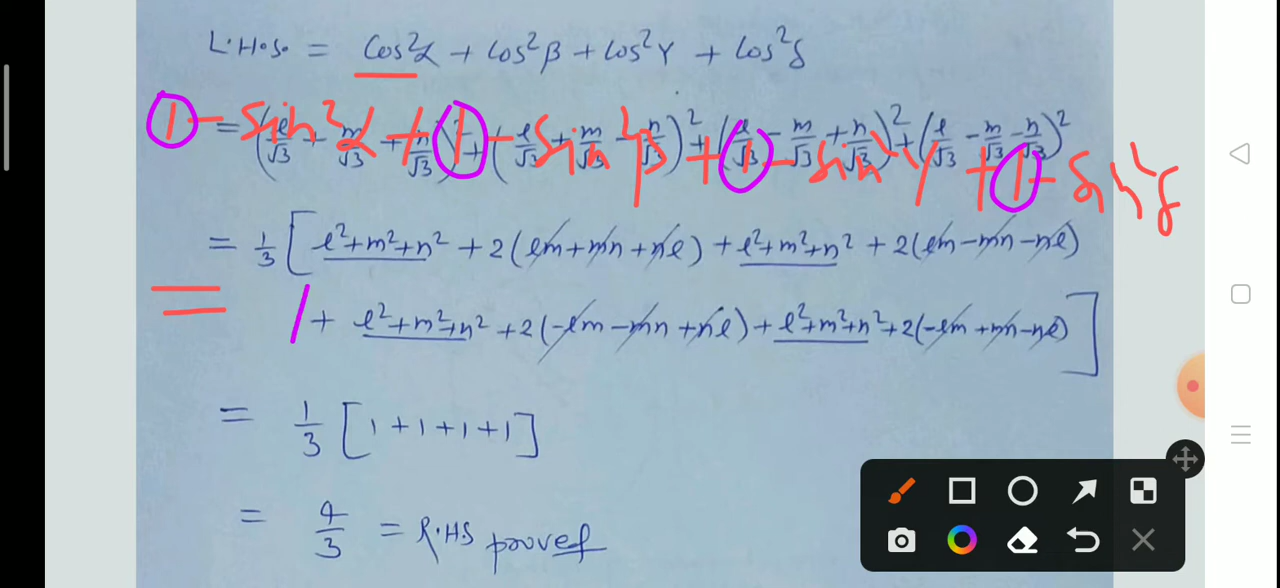 L.H.S. = Cos²α + Cos²β + Cos²γ + Cos²δ
= (ℓ/√3 + m/√3 + n/√3)² + (ℓ/√3 + m/√3 - n/√3)² + (ℓ/√3 - m/√3 + n/√3)² + (ℓ/√3 - m/√3 - n/√3)²
1 - sin²α + 1 - sin²β + 1 - sin²γ + 1 - sin²δ
= 1/3 [ ℓ²+m²+n² + 2(ℓm+mn+nℓ) + ℓ²+m²+n² + 2(ℓm-mn-nℓ)
= 1
+ ℓ²+m²+n² + 2(-ℓm-mn+nℓ) + ℓ²+m²+n² + 2(-ℓm+mn-nℓ) ]
= 1/3 [1+1+1+1]
= 4/3 = R.H.S proved